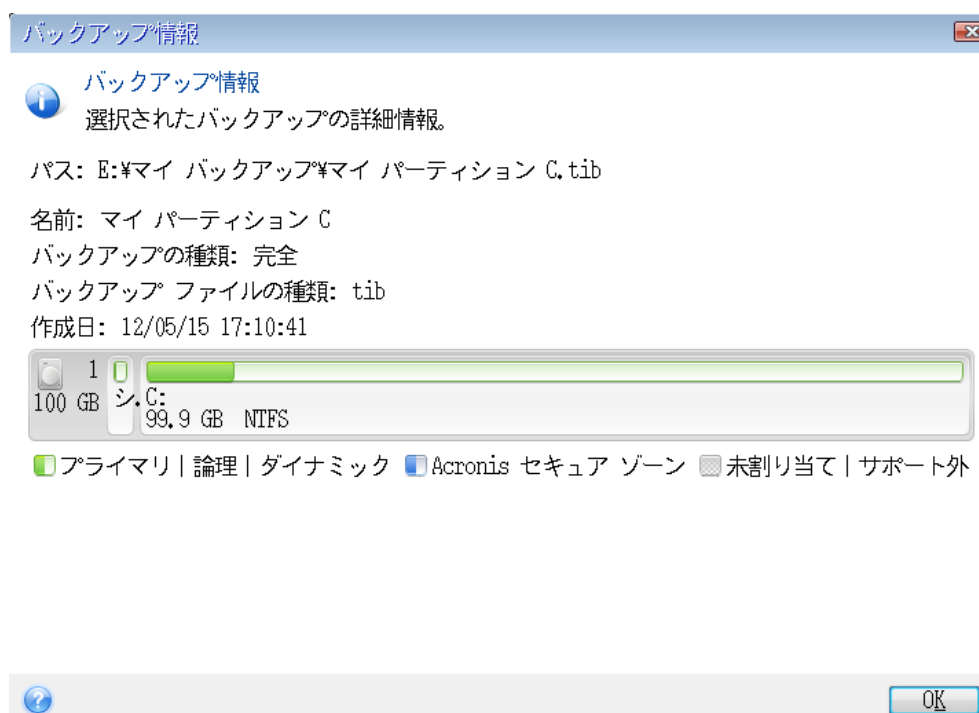 バックアップ情報
バックアップ情報
選択されたバックアップの詳細情報。
パス: E:¥マイ バックアップ¥マイ パーティション C.tib
名前: マイ パーティション C
バックアップの種類: 完全
バックアップ ファイルの種類: tib
作成日: 12/05/15 17:10:41
1
100 GB
シ.
C:
99.9 GB NTFS
プライマリ|論理|ダイナミック Acronis セキュア ゾーン 未割り当て|サポート外
OK